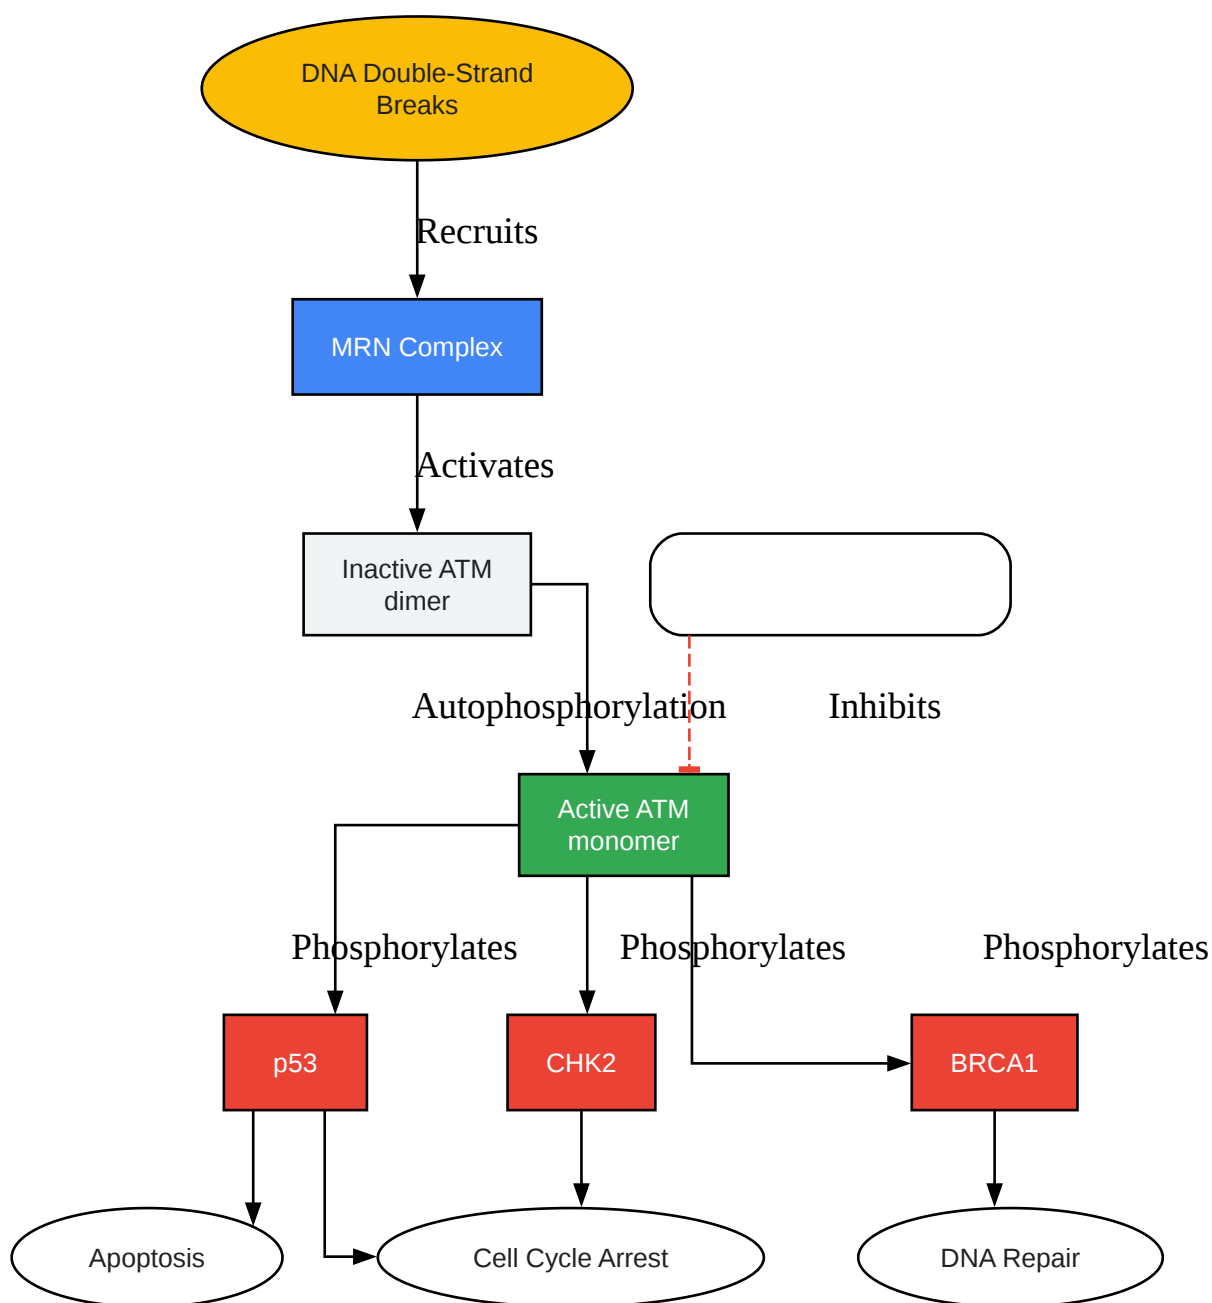 DNA Double-Strand
Breaks
Recruits
MRN Complex
Activates
Inactive ATM
dimer
Autophosphorylation
Inhibits
Active ATM
monomer
Phosphorylates
Phosphorylates
Phosphorylates
p53
CHK2
BRCA1
Apoptosis
Cell Cycle Arrest
DNA Repair